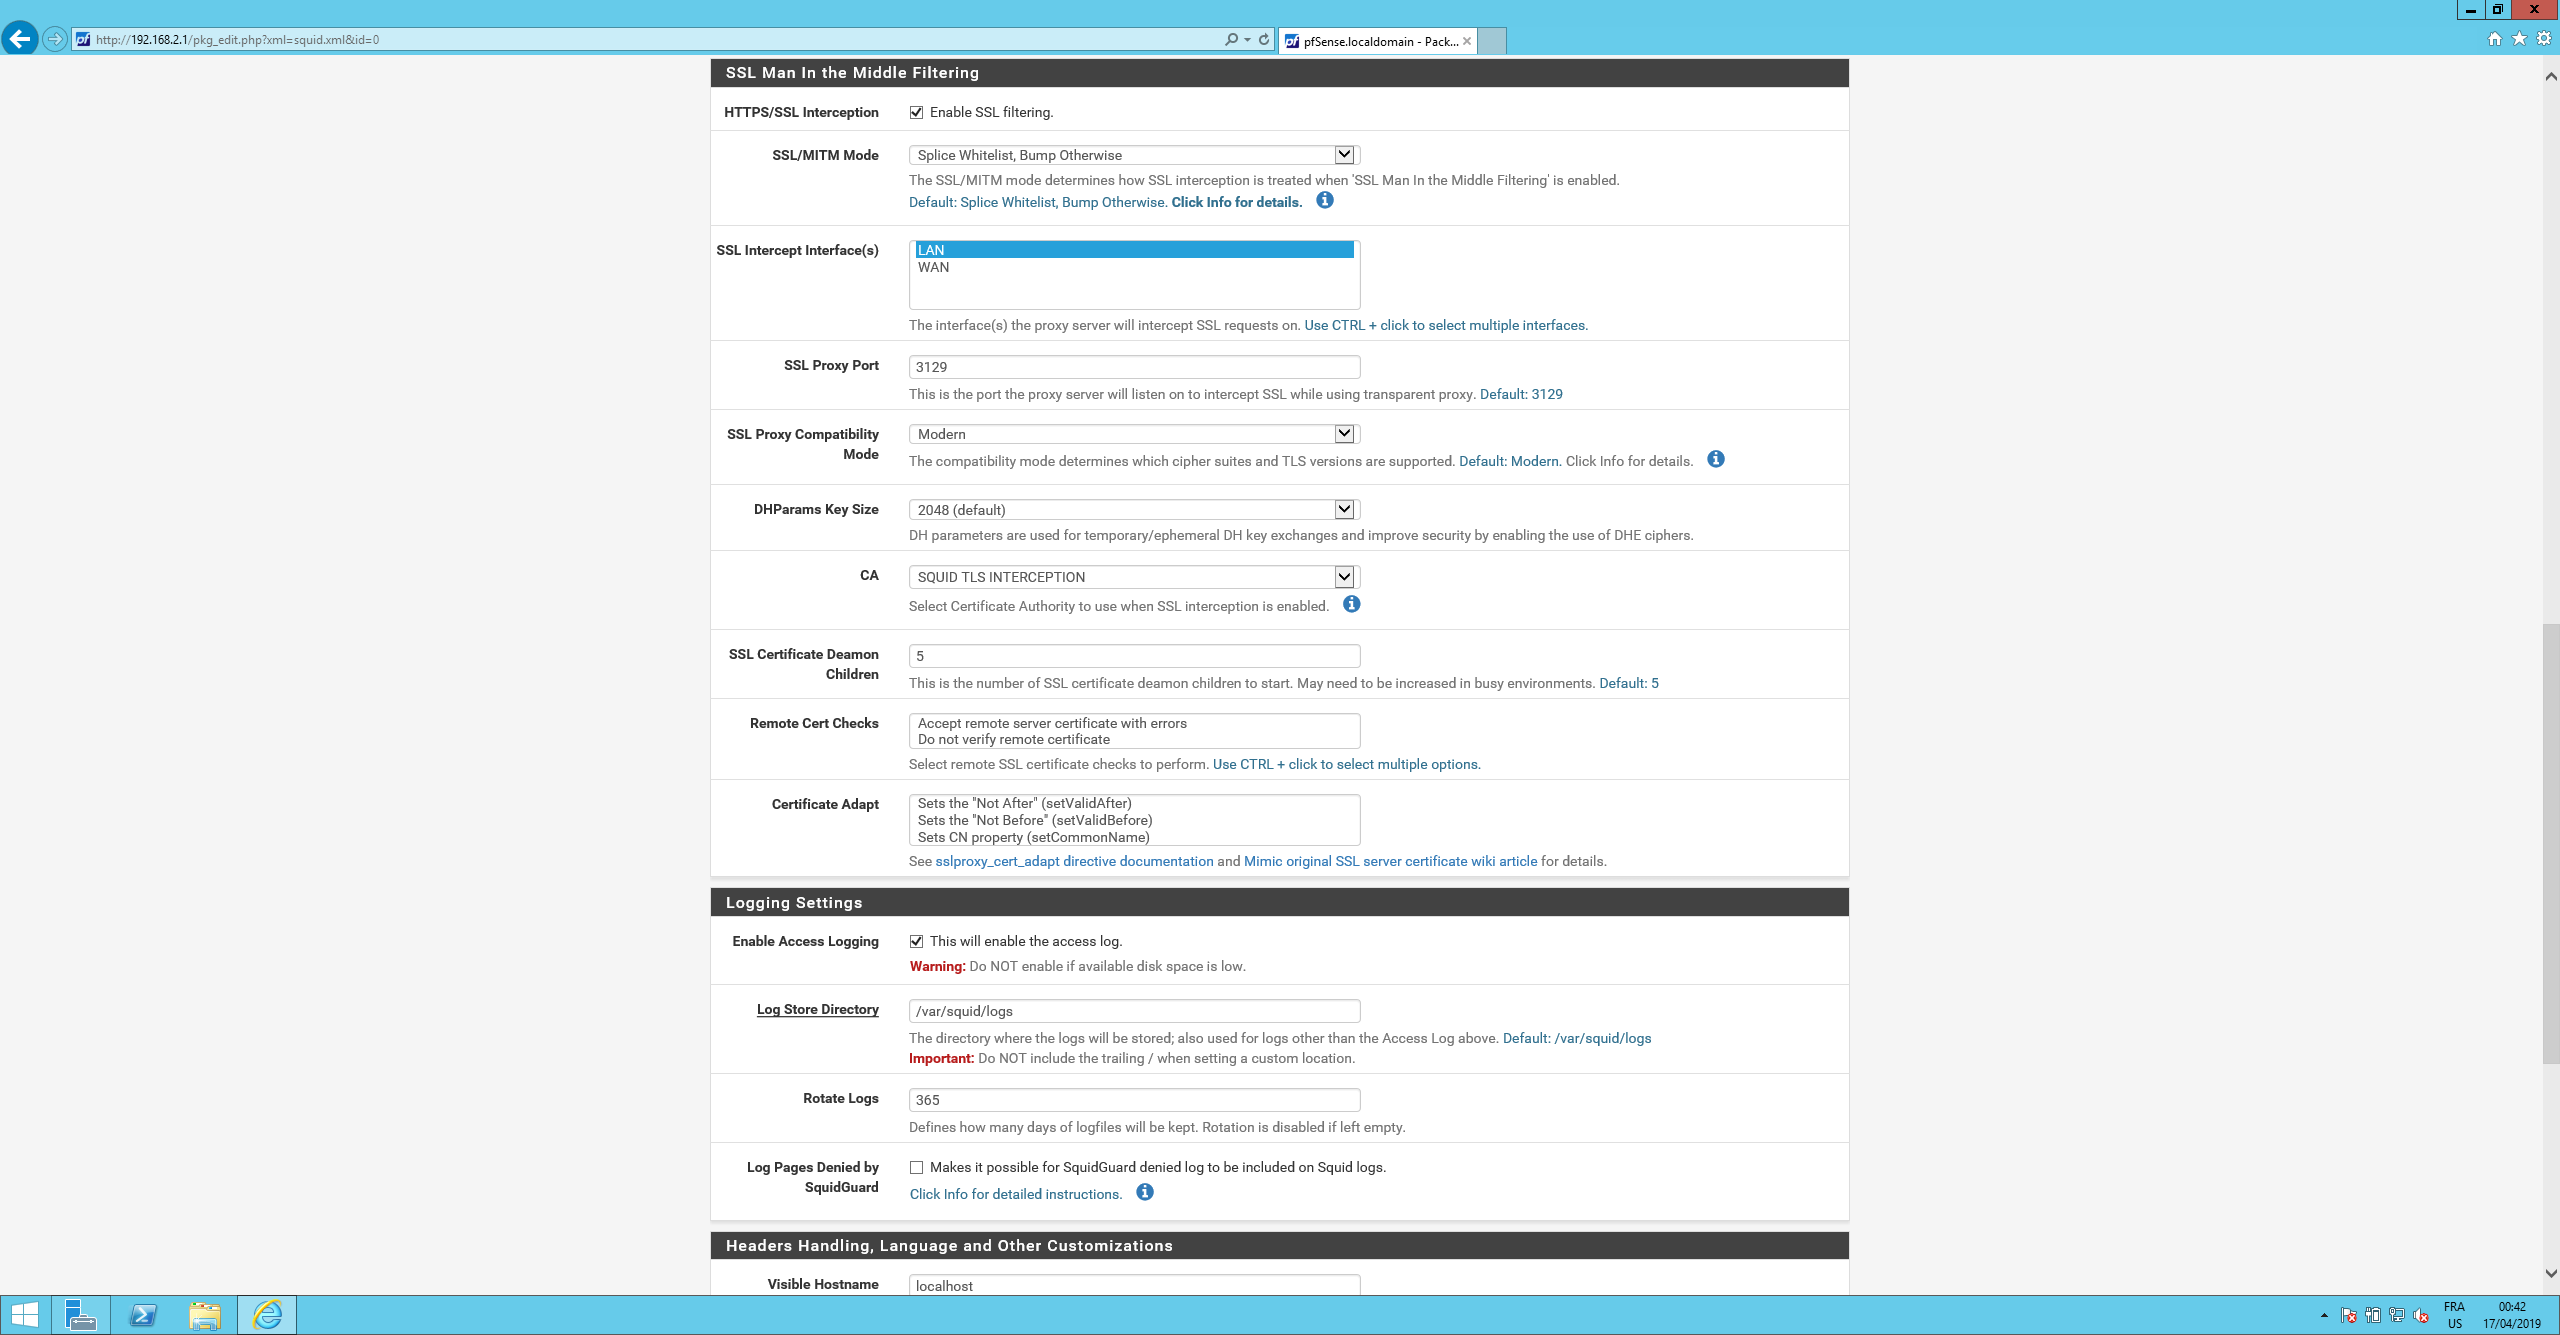 http://192.168.2.1/pkg_edit.php?xml=squid.xml&id=0
pfSense.localdomain - Pack...
SSL Man In the Middle Filtering
HTTPS/SSL Interception
Enable SSL filtering.
SSL/MITM Mode
Splice Whitelist, Bump Otherwise
The SSL/MITM mode determines how SSL interception is treated when 'SSL Man In the Middle Filtering' is enabled.
Default: Splice Whitelist, Bump Otherwise. Click Info for details.
SSL Intercept Interface(s)
LAN
WAN
The interface(s) the proxy server will intercept SSL requests on. Use CTRL + click to select multiple interfaces.
SSL Proxy Port
3129
This is the port the proxy server will listen on to intercept SSL while using transparent proxy. Default: 3129
SSL Proxy Compatibility
Mode
Modern
The compatibility mode determines which cipher suites and TLS versions are supported. Default: Modern. Click Info for details.
DHParams Key Size
2048 (default)
DH parameters are used for temporary/ephemeral DH key exchanges and improve security by enabling the use of DHE ciphers.
CA
SQUID TLS INTERCEPTION
Select Certificate Authority to use when SSL interception is enabled.
SSL Certificate Deamon
Children
5
This is the number of SSL certificate deamon children to start. May need to be increased in busy environments. Default: 5
Remote Cert Checks
Accept remote server certificate with errors
Do not verify remote certificate
Select remote SSL certificate checks to perform. Use CTRL + click to select multiple options.
Certificate Adapt
Sets the "Not After" (setValidAfter)
Sets the "Not Before" (setValidBefore)
Sets CN property (setCommonName)
See sslproxy_cert_adapt directive documentation and Mimic original SSL server certificate wiki article for details.
Logging Settings
Enable Access Logging
This will enable the access log.
Warning: Do NOT enable if available disk space is low.
Log Store Directory
/var/squid/logs
The directory where the logs will be stored; also used for logs other than the Access Log above. Default: /var/squid/logs
Important: Do NOT include the trailing / when setting a custom location.
Rotate Logs
365
Defines how many days of logfiles will be kept. Rotation is disabled if left empty.
Log Pages Denied by
SquidGuard
Makes it possible for SquidGuard denied log to be included on Squid logs.
Click Info for detailed instructions.
Headers Handling, Language and Other Customizations
Visible Hostname
localhost
FRA
US
00:42
17/04/2019